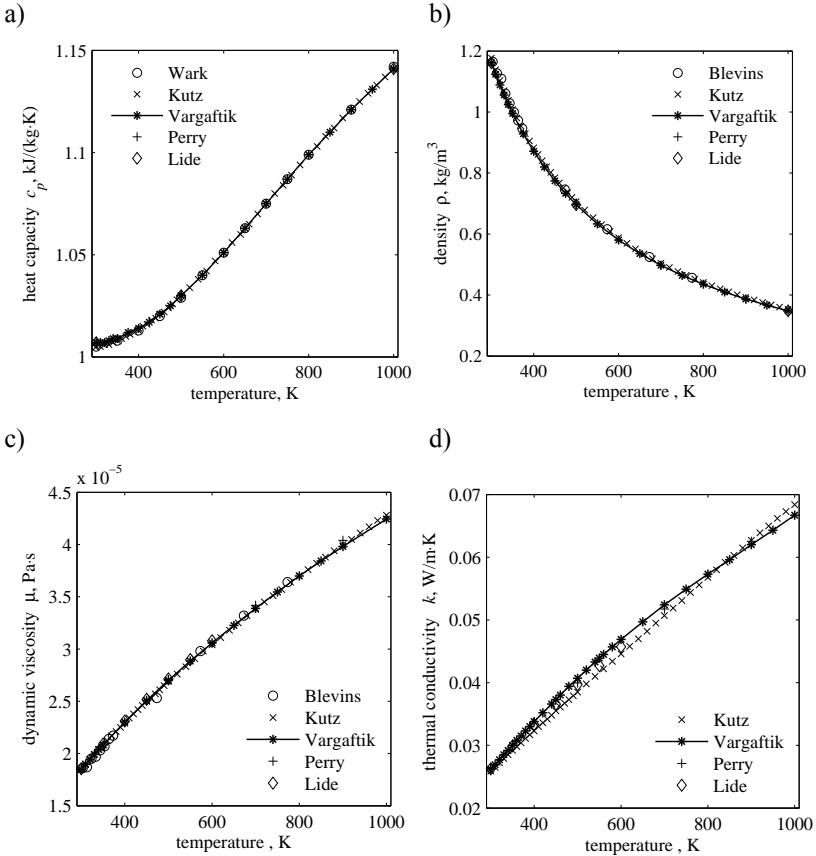 a)
1.15
1.1
1.05
1
heat capacity c_p, kJ/(kg·K)
Wark
Kutz
Vargaftik
Perry
Lide
400 600 800 1000
temperature, K
b)
1.2
1
0.8
0.6
0.4
0.2
density ρ, kg/m³
Blevins
Kutz
Vargaftik
Perry
Lide
400 600 800 1000
temperature , K
c)
x 10⁻⁵
4.5
4
3.5
3
2.5
2
1.5
dynamic viscosity μ, Pa·s
Blevins
Kutz
Vargaftik
Perry
Lide
400 600 800 1000
temperature , K
d)
0.07
0.06
0.05
0.04
0.03
0.02
thermal conductivity k, W/m·K
Kutz
Vargaftik
Perry
Lide
400 600 800 1000
temperature , K